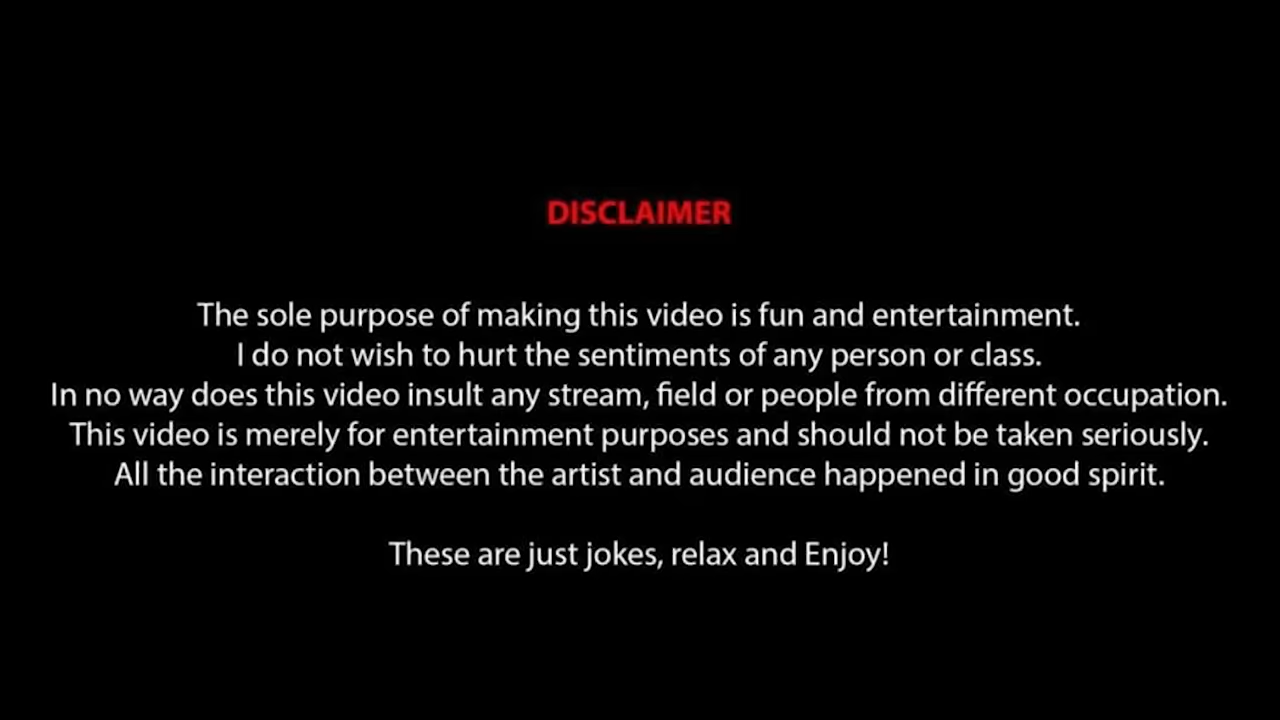 DISCLAIMER
The sole purpose of making this video is fun and entertainment.
I do not wish to hurt the sentiments of any person or class.
In no way does this video insult any stream, field or people from different occupation.
This video is merely for entertainment purposes and should not be taken seriously.
All the interaction between the artist and audience happened in good spirit.
These are just jokes, relax and Enjoy!